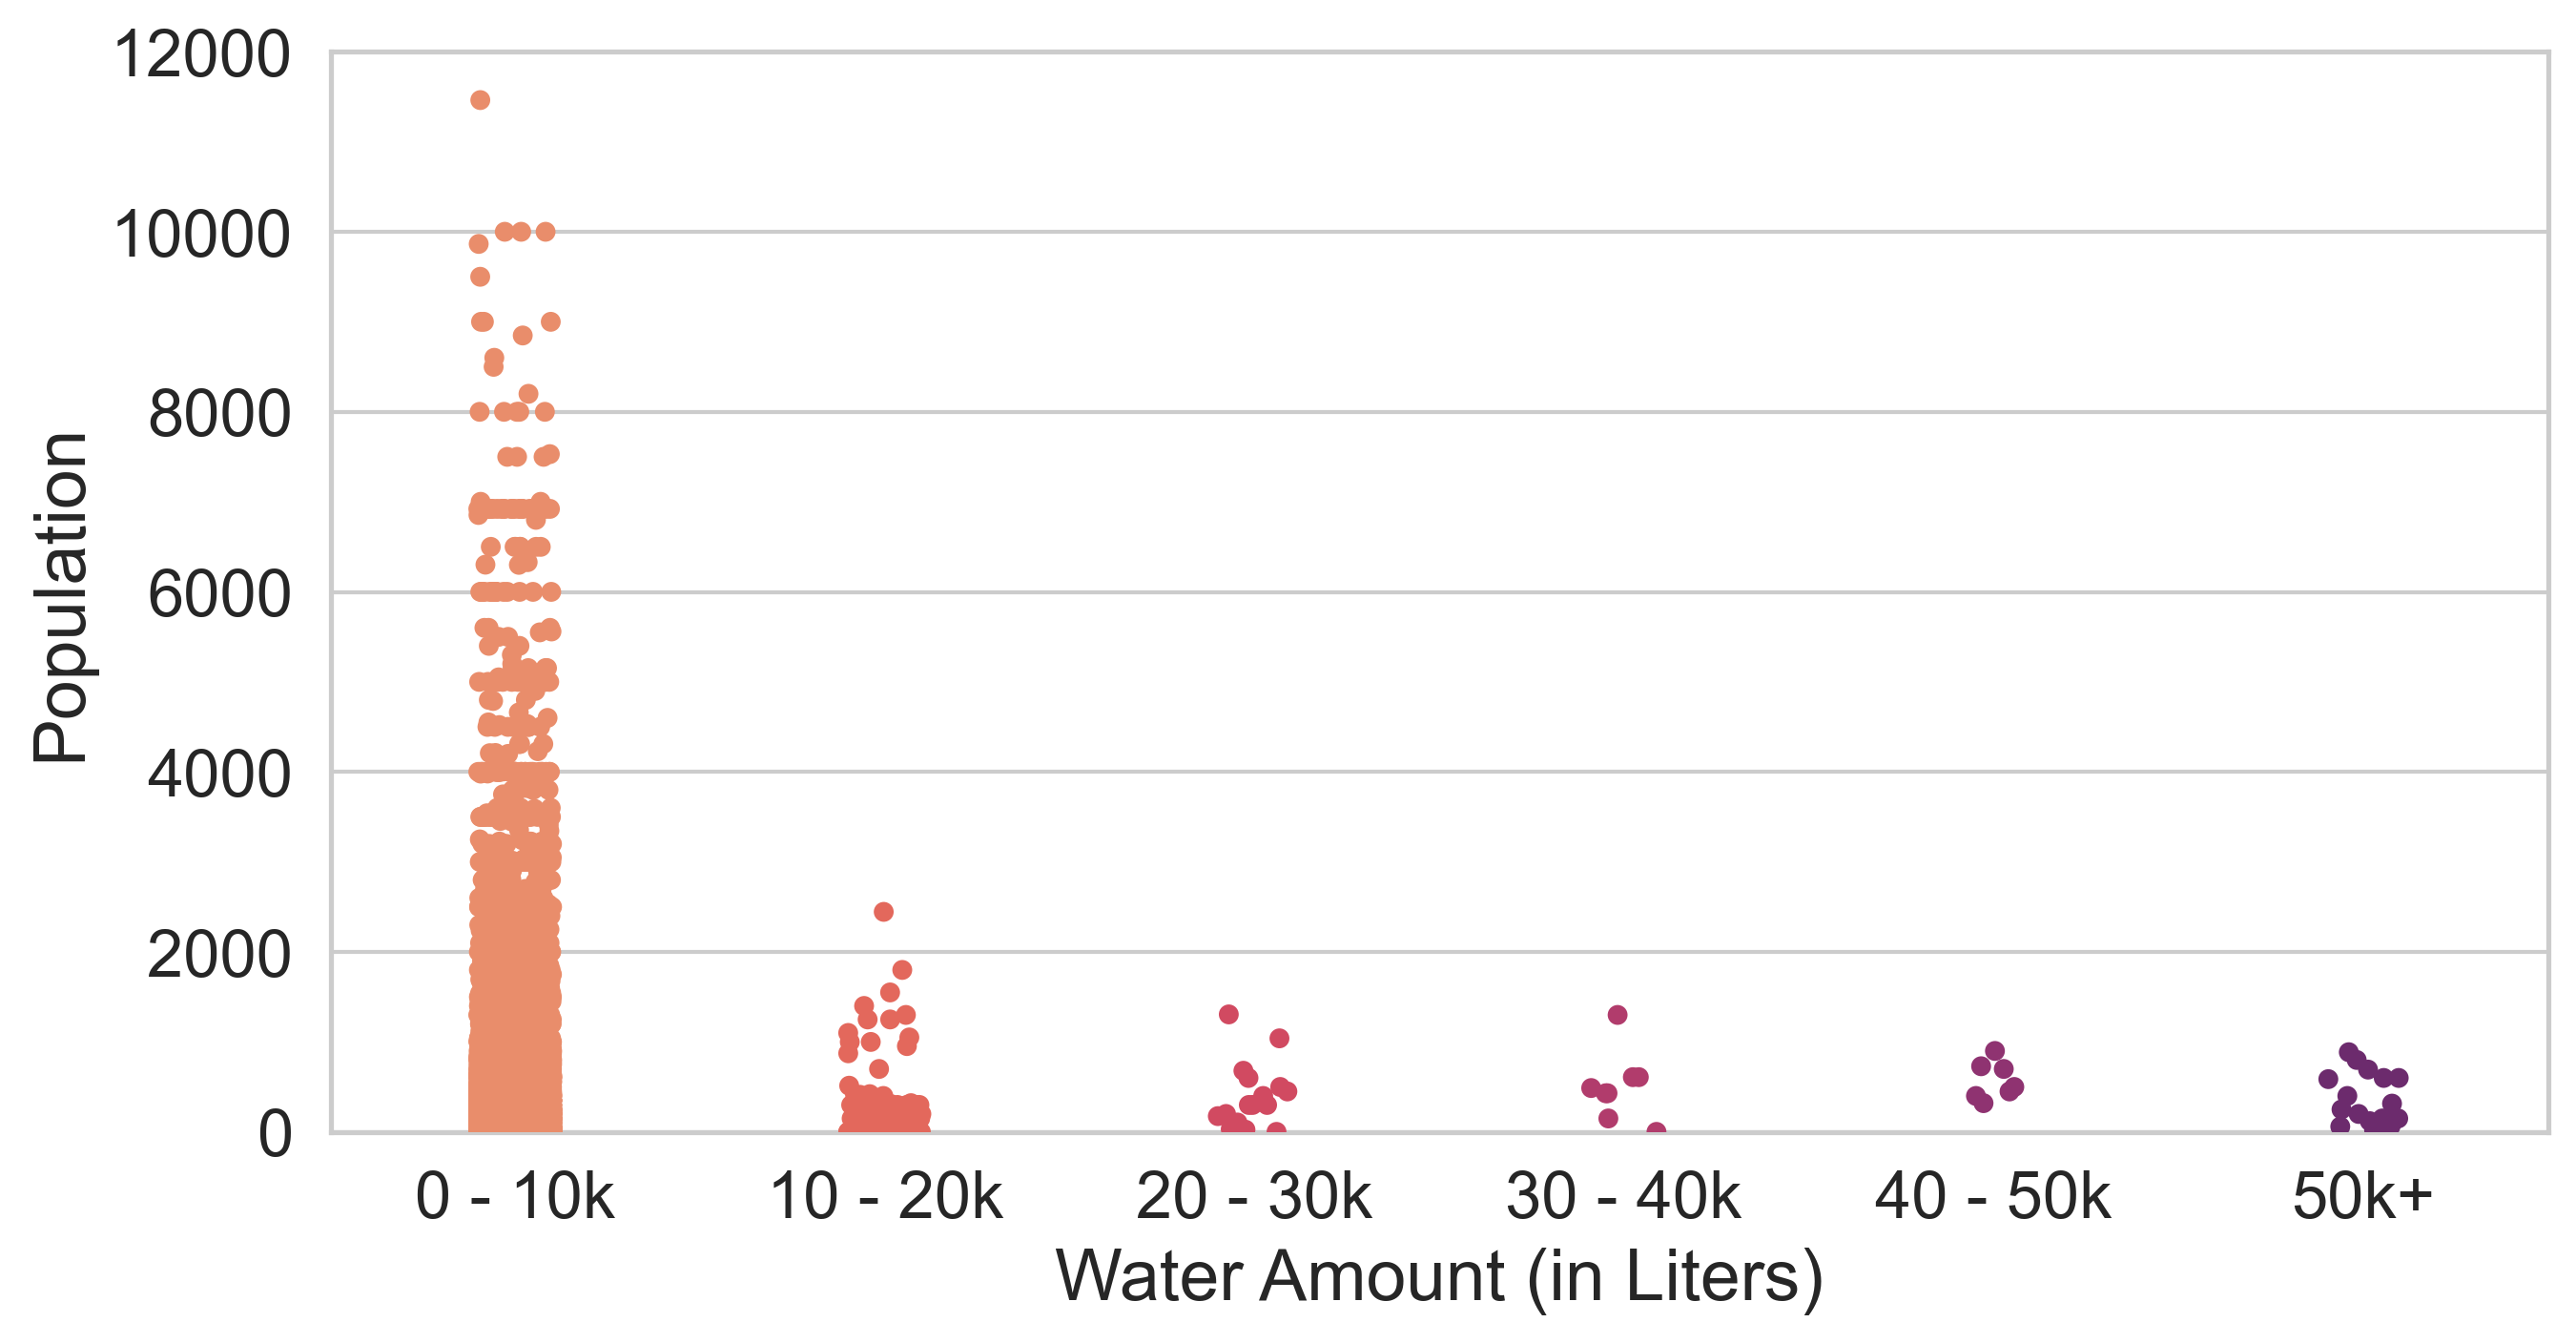 12000
10000
8000
6000
4000
2000
0
Population
0 - 10k
10 - 20k
20 - 30k
30 - 40k
40 - 50k
50k+
Water Amount (in Liters)